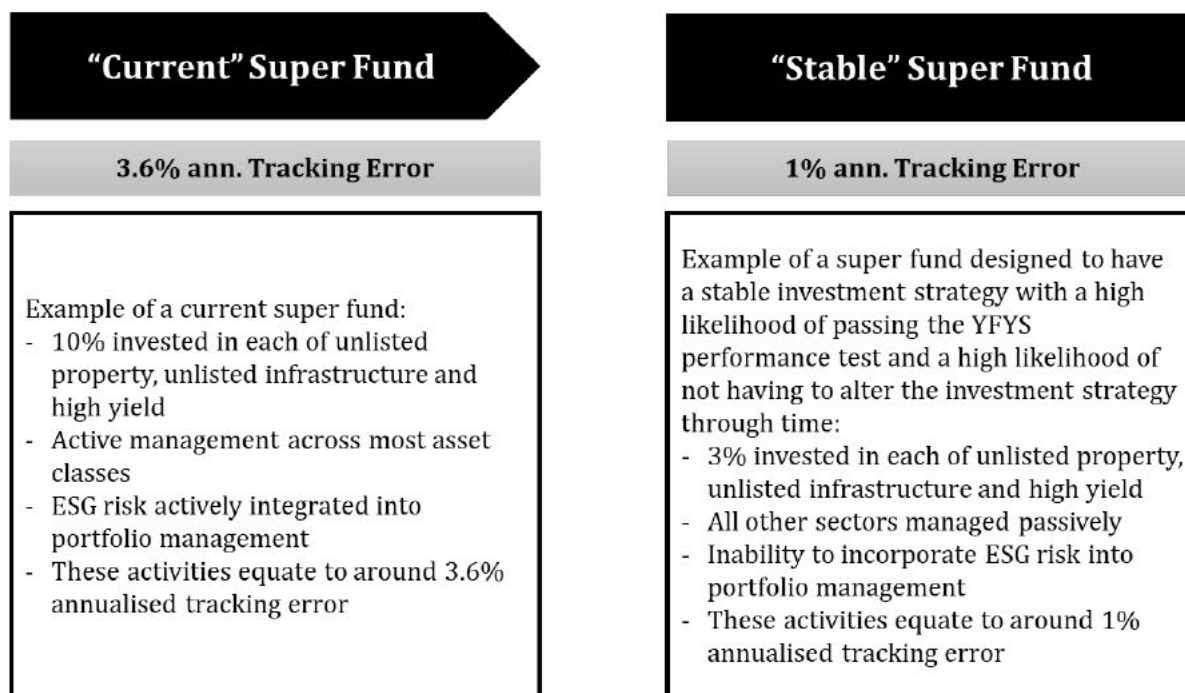 “Current” Super Fund
3.6% ann. Tracking Error
Example of a current super fund:
- 10% invested in each of unlisted
property, unlisted infrastructure and
high yield
- Active management across most asset
classes
- ESG risk actively integrated into
portfolio management
- These activities equate to around 3.6%
annualised tracking error
“Stable” Super Fund
1% ann. Tracking Error
Example of a super fund designed to have
a stable investment strategy with a high
likelihood of passing the YFYS
performance test and a high likelihood of
not having to alter the investment strategy
through time:
- 3% invested in each of unlisted property,
unlisted infrastructure and high yield
- All other sectors managed passively
- Inability to incorporate ESG risk into
portfolio management
- These activities equate to around 1%
annualised tracking error